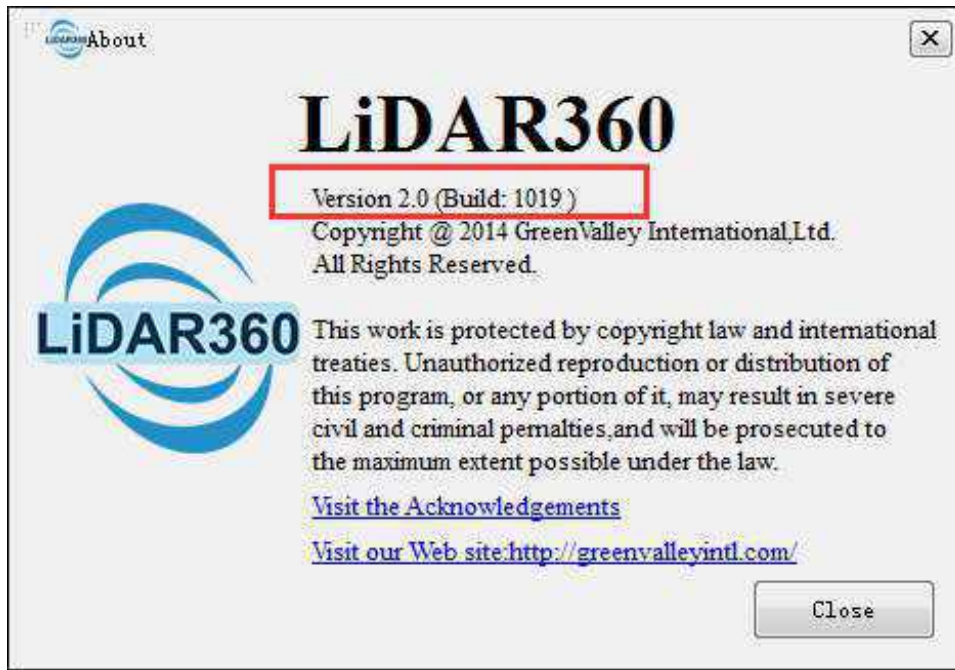 About
LiDAR360
Version 2.0 (Build: 1019 )
Copyright @ 2014 GreenValley International,Ltd.
All Rights Reserved.
LiDAR360
This work is protected by copyright law and international
treaties. Unauthorized reproduction or distribution of
this program, or any portion of it, may result in severe
civil and criminal pemalties,and will be prosecuted to
the maximum extent possible under the law.
Visit the Acknowledgements
Visit our Web site:http://greenvalleyintl.com/
Close